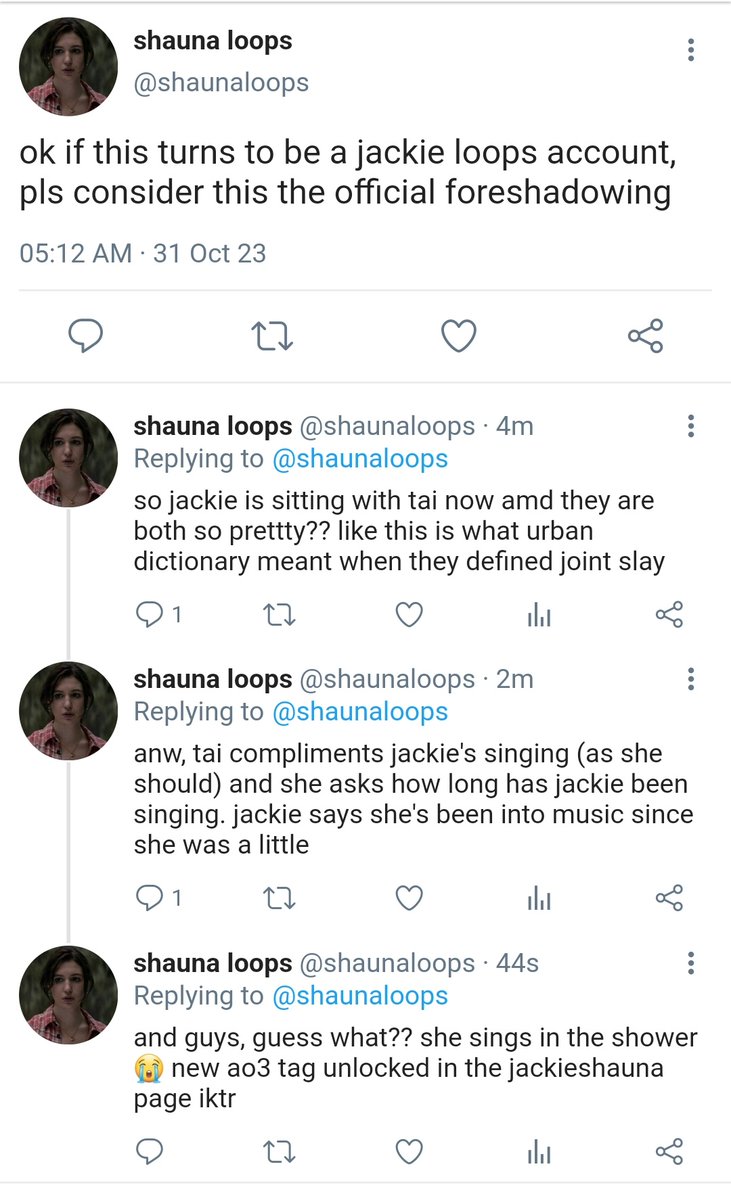 shauna loops
@shaunaloops
ok if this turns to be a jackie loops account,
pls consider this the official foreshadowing
05:12 AM · 31 Oct 23
shauna loops @shaunaloops · 4m
Replying to @shaunaloops
so jackie is sitting with tai now amd they are
both so prettty?? like this is what urban
dictionary meant when they defined joint slay
1
shauna loops @shaunaloops · 2m
Replying to @shaunaloops
anw, tai compliments jackie's singing (as she
should) and she asks how long has jackie been
singing. jackie says she's been into music since
she was a little
1
shauna loops @shaunaloops · 44s
Replying to @shaunaloops
and guys, guess what?? she sings in the shower
😭 new ao3 tag unlocked in the jackieshauna
page iktr